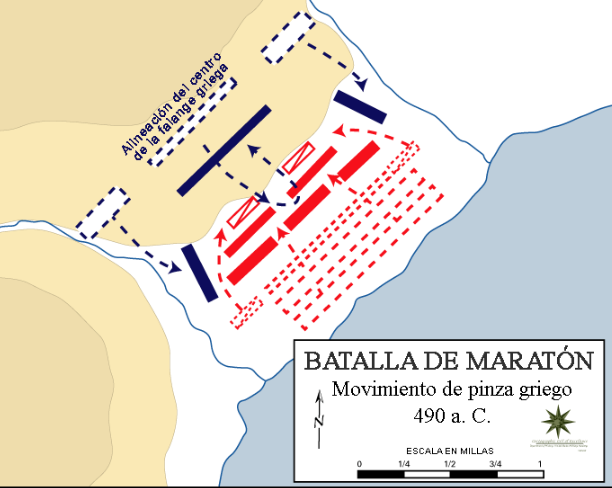 Alineación del centro
de la falange griega
BATALLA DE MARATÓN
Movimiento de pinza griego
490 a. C.
N
ESCALA EN MILLAS
0 1/4 1/2 3/4 1